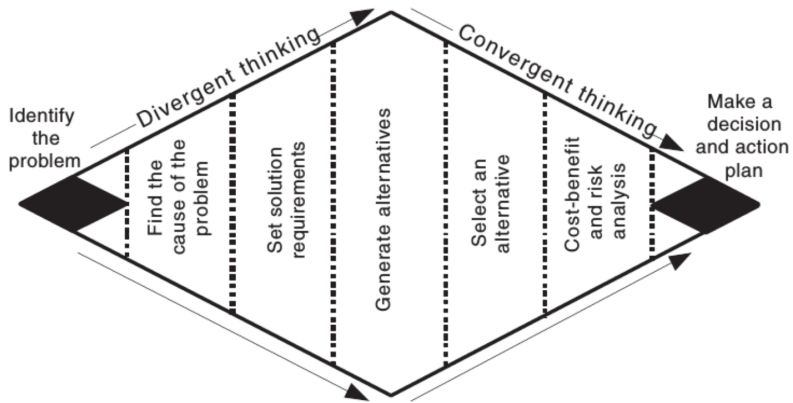 Identify
the
problem
Divergent thinking
Find the
cause of the
problem
Set solution
requirements
Generate alternatives
Convergent thinking
Select an
alternative
Cost-benefit
and risk
analysis
Make a
decision
and action
plan